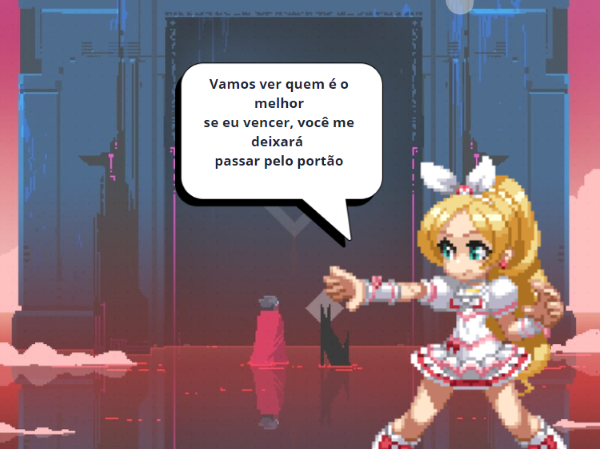 Vamos ver quem é o
melhor
se eu vencer, você me
deixará
passar pelo portão